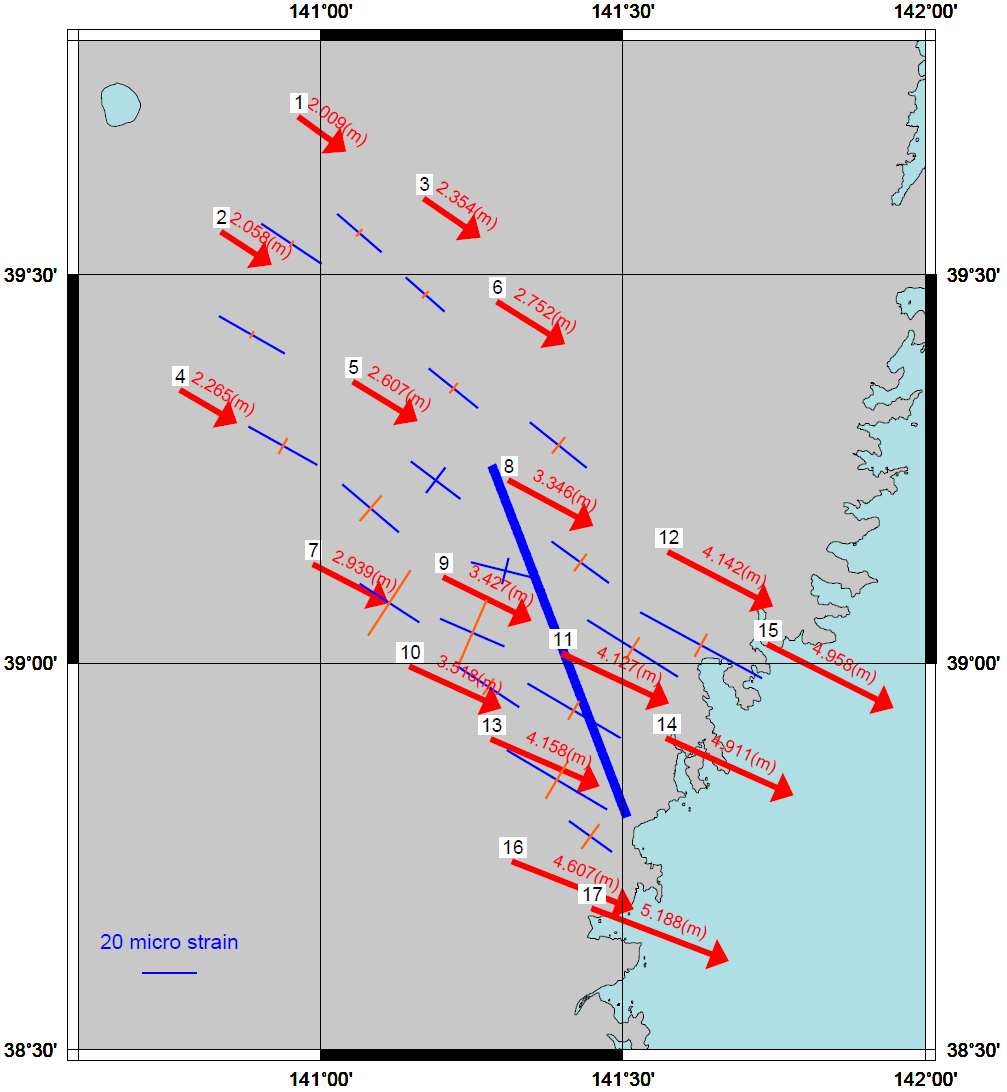 141°00' 141°30' 142°00'
1 2.009(m)
3 2.354(m)
2 2.058(m)
39°30' 39°30'
6 2.752(m)
5 2.607(m)
4 2.265(m)
8 3.346(m)
12 4.142(m)
7 2.939(m)
9 3.427(m)
15 4.958(m)
11 4.127(m)
10 3.518(m)
39°00' 39°00'
14 4.911(m)
13 4.158(m)
16 4.607(m)
17 5.188(m)
20 micro strain
38°30' 38°30'
141°00' 141°30' 142°00'